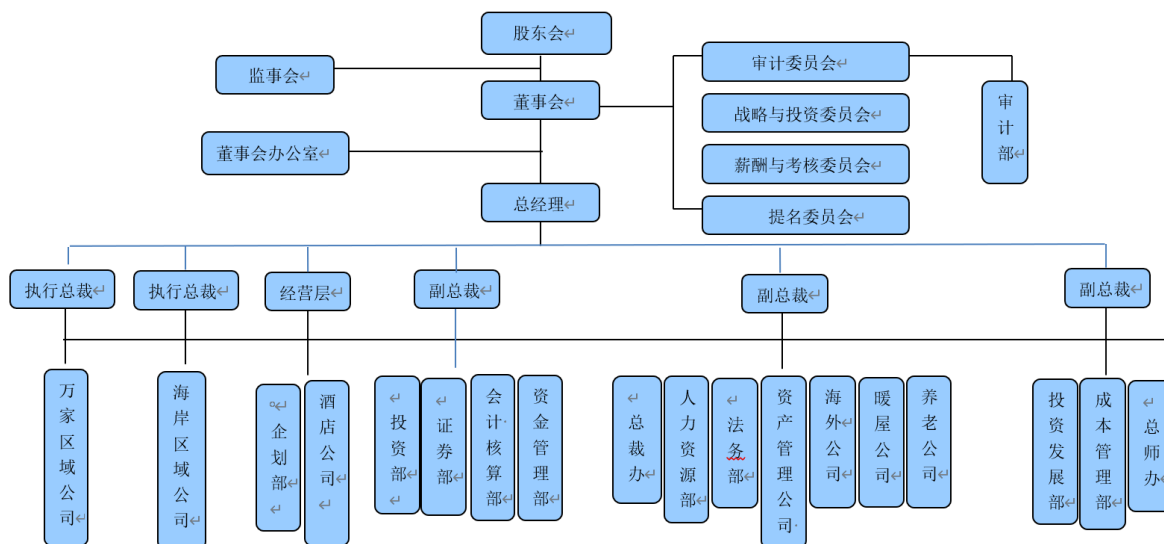 股东会
监事会
审计委员会
董事会
战略与投资委员会
审计部
董事会办公室
薪酬与考核委员会
总经理
提名委员会
执行总裁
执行总裁
经营层
副总裁
副总裁
副总裁
万家区域公司
海岸区域公司
企划部
酒店公司
投资部
证券部
会计核算部
资金管理部
总裁办
人力资源部
法务部
资产管理公司
海外公司
暖屋公司
养老公司
投资发展部
成本管理部
总师办